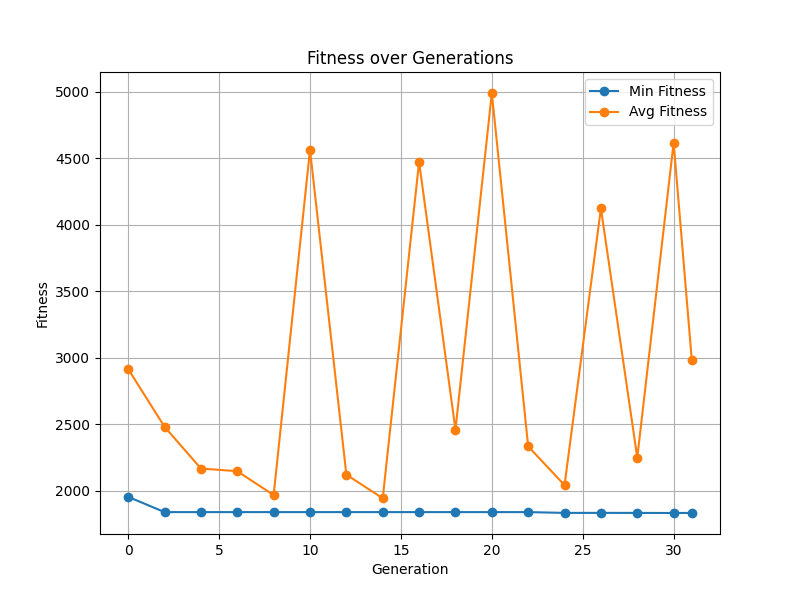 Fitness over Generations
Min Fitness
Avg Fitness
5000
4500
4000
3500
3000
2500
2000
Fitness
0 5 10 15 20 25 30
Generation